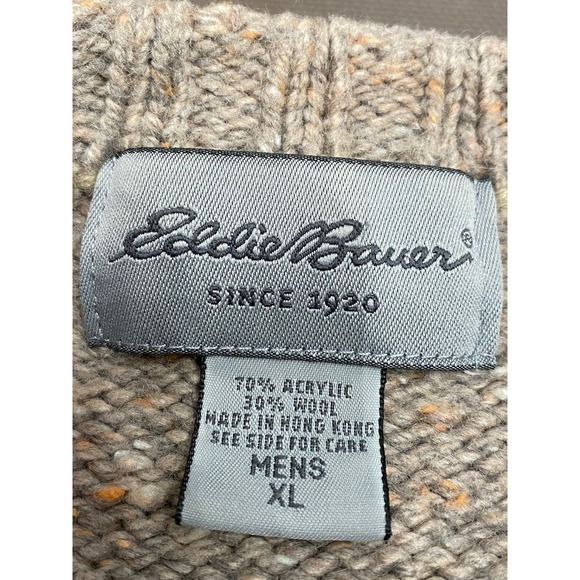 Eddie Bauer®
SINCE 1920
70% ACRYLIC
30% WOOL
MADE IN HONG KONG
SEE SIDE FOR CARE
MENS
XL